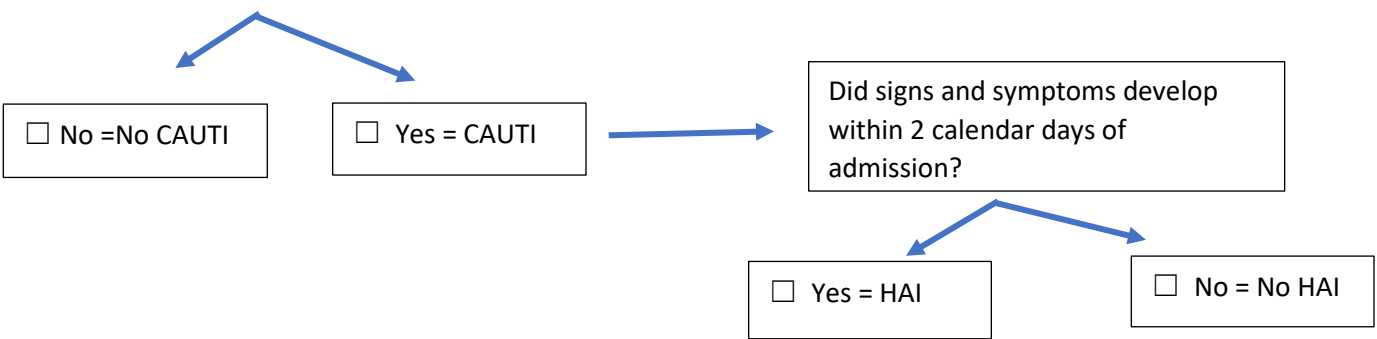 ☐ No =No CAUTI
☐ Yes = CAUTI
Did signs and symptoms develop
within 2 calendar days of
admission?
☐ Yes = HAI
☐ No = No HAI